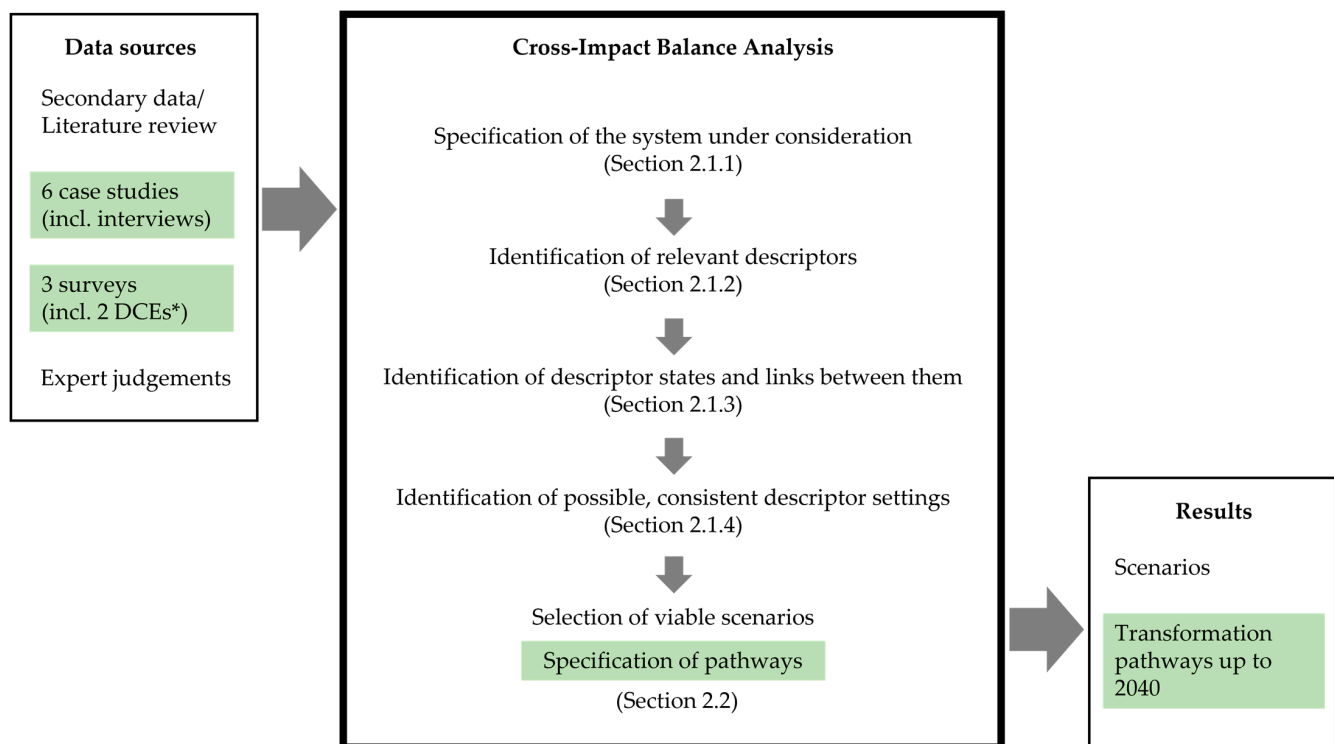 Data sources
Secondary data/
Literature review
6 case studies
(incl. interviews)
3 surveys
(incl. 2 DCEs*)
Expert judgements
Cross-Impact Balance Analysis
Specification of the system under consideration
(Section 2.1.1)
Identification of relevant descriptors
(Section 2.1.2)
Identification of descriptor states and links between them
(Section 2.1.3)
Identification of possible, consistent descriptor settings
(Section 2.1.4)
Selection of viable scenarios
Specification of pathways
(Section 2.2)
Results
Scenarios
Transformation
pathways up to
2040